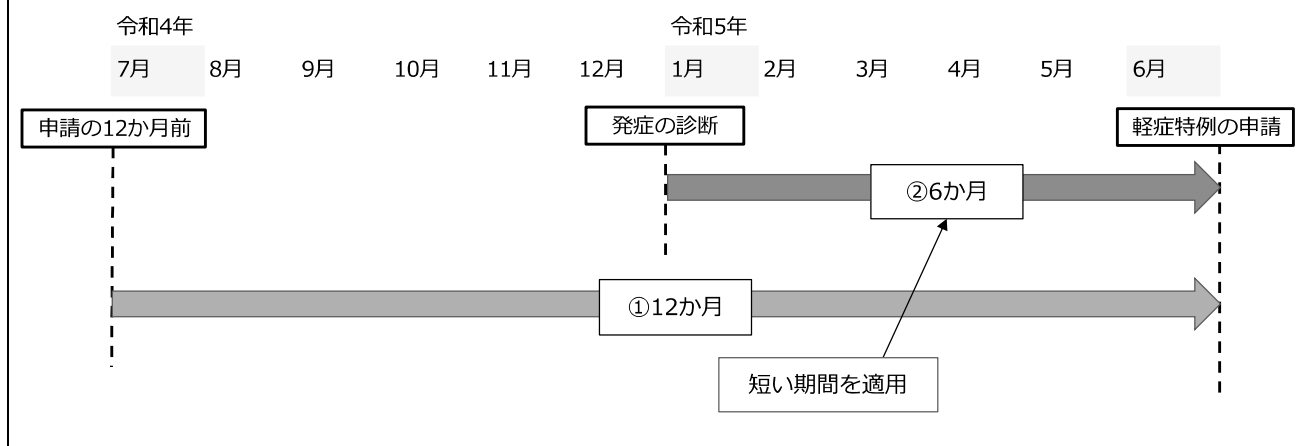 令和4年 令和5年
7月 8月 9月 10月 11月 12月 1月 2月 3月 4月 5月 6月
申請の12か月前 発症の診断 軽症特例の申請
②6か月
①12か月
短い期間を適用